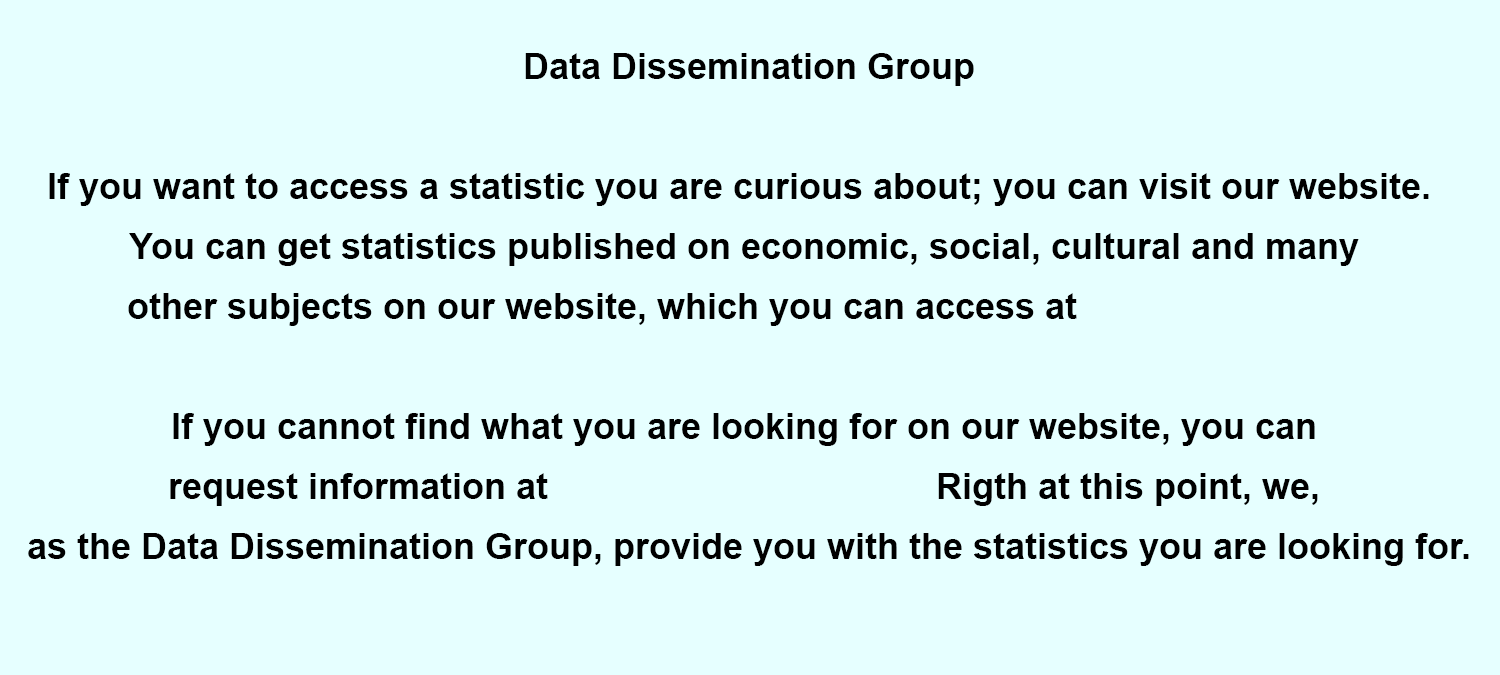 Data Dissemination Group
If you want to access a statistic you are curious about; you can visit our website.
You can get statistics published on economic, social, cultural and many
other subjects on our website, which you can access at
If you cannot find what you are looking for on our website, you can
request information at Rigth at this point, we,
as the Data Dissemination Group, provide you with the statistics you are looking for.